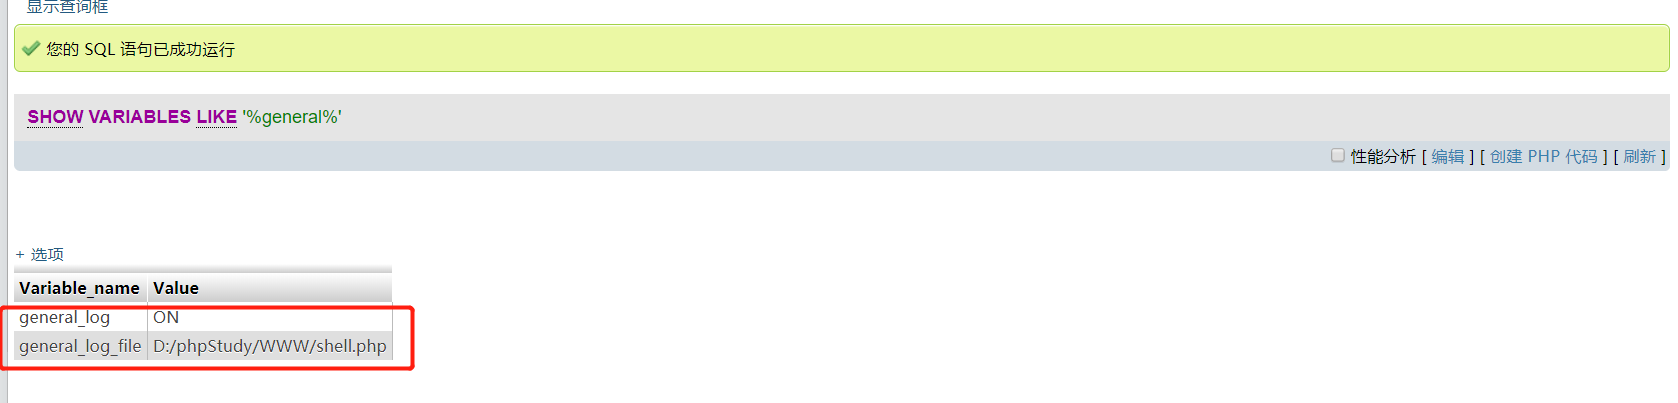 显示查询框
您的 SQL 语句已成功运行
SHOW VARIABLES LIKE '%general%'
性能分析 [ 编辑 ] [ 创建 PHP 代码 ] [ 刷新 ]
+ 选项
Variable_name Value
general_log ON
general_log_file D:/phpStudy/WWW/shell.php